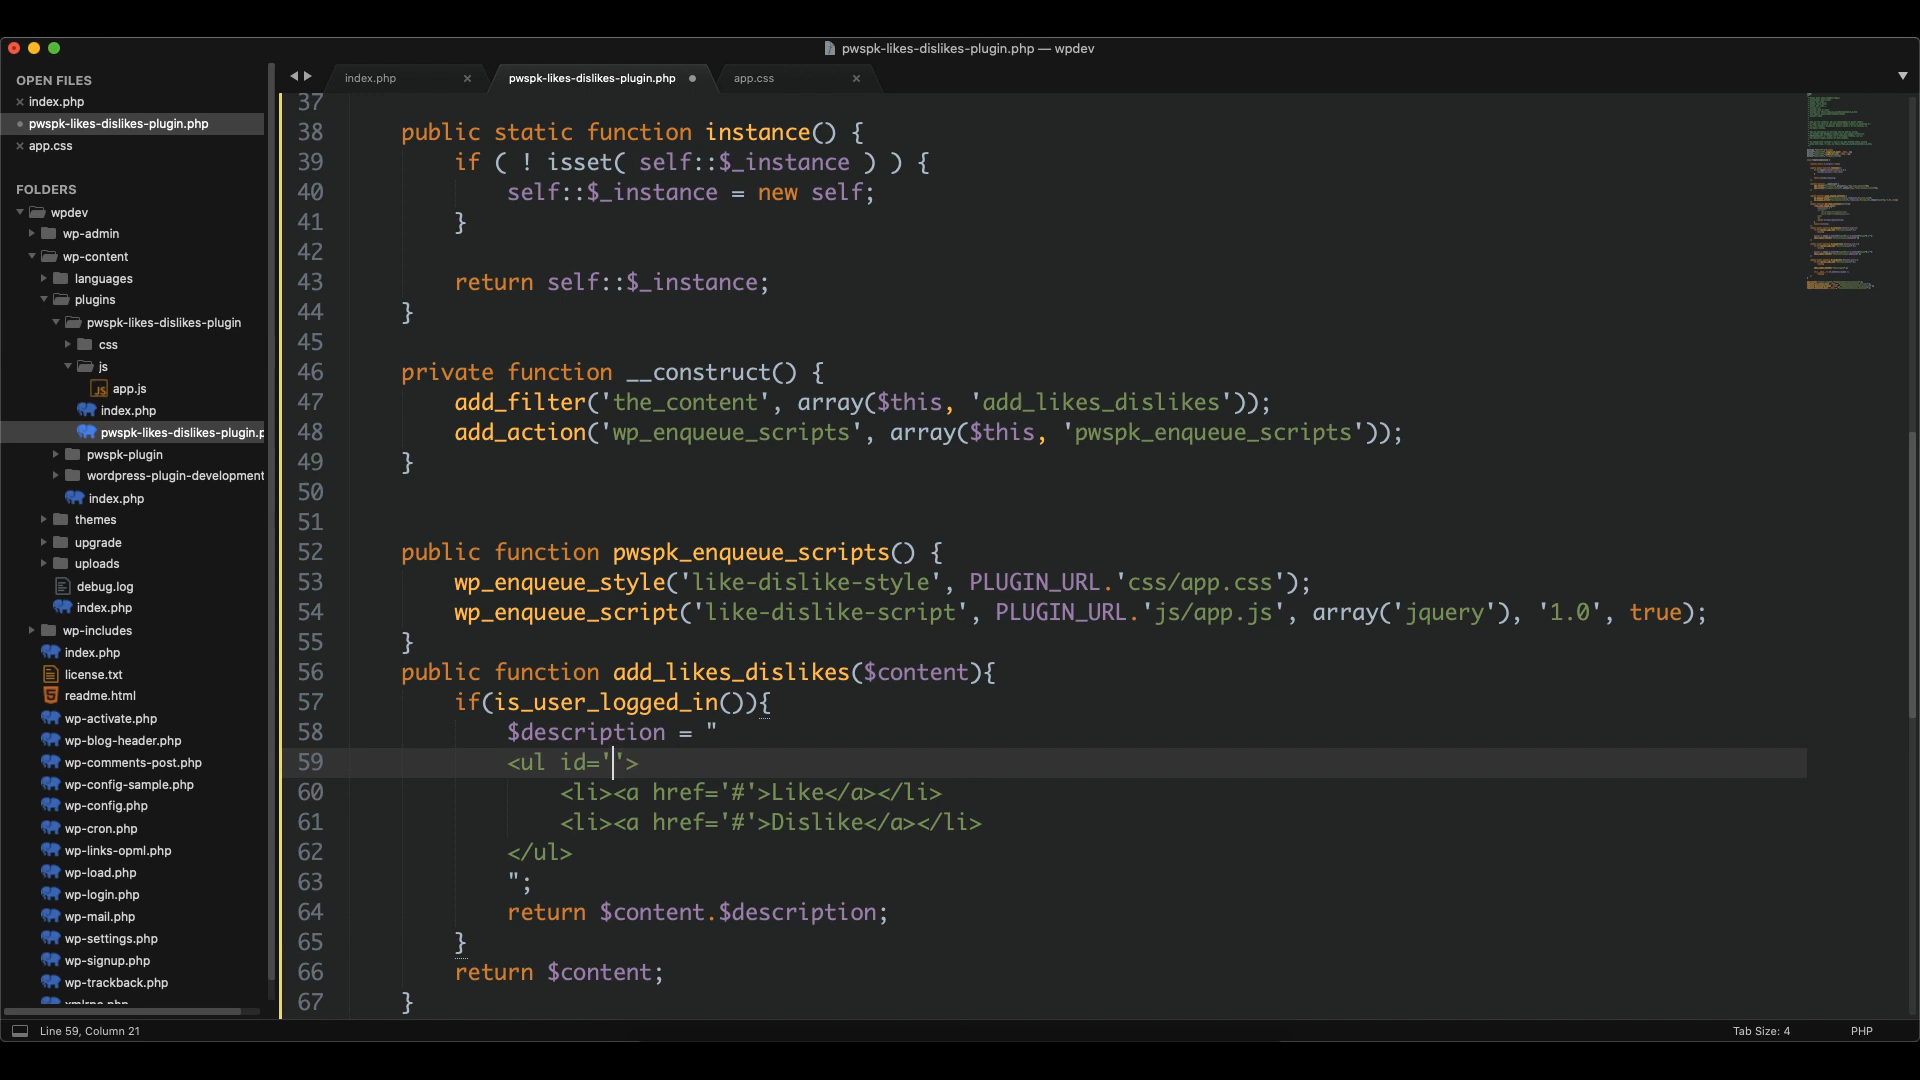 pwspk-likes-dislikes-plugin.php — wpdev
OPEN FILES
index.php
pwspk-likes-dislikes-plugin.php
app.css
FOLDERS
wpdev
wp-admin
wp-content
languages
plugins
pwspk-likes-dislikes-plugin
css
js
app.js
index.php
pwspk-likes-dislikes-plugin.p
pwspk-plugin
wordpress-plugin-development
index.php
themes
upgrade
uploads
debug.log
index.php
wp-includes
index.php
license.txt
readme.html
wp-activate.php
wp-blog-header.php
wp-comments-post.php
wp-config-sample.php
wp-config.php
wp-cron.php
wp-links-opml.php
wp-load.php
wp-login.php
wp-mail.php
wp-settings.php
wp-signup.php
wp-trackback.php
index.php
pwspk-likes-dislikes-plugin.php
app.css
37
38 public static function instance() {
39 if ( ! isset( self::$_instance ) ) {
40 self::$_instance = new self;
41 }
42
43 return self::$_instance;
44 }
45
46 private function __construct() {
47 add_filter('the_content', array($this, 'add_likes_dislikes'));
48 add_action('wp_enqueue_scripts', array($this, 'pwspk_enqueue_scripts'));
49 }
50
51
52 public function pwspk_enqueue_scripts() {
53 wp_enqueue_style('like-dislike-style', PLUGIN_URL.'css/app.css');
54 wp_enqueue_script('like-dislike-script', PLUGIN_URL.'js/app.js', array('jquery'), '1.0', true);
55 }
56 public function add_likes_dislikes($content){
57 if(is_user_logged_in()){
58 $description = "
59 <ul id=''>
60 <li><a href='#'>Like</a></li>
61 <li><a href='#'>Dislike</a></li>
62 </ul>
63 ";
64 return $content.$description;
65 }
66 return $content;
67 }
Line 59, Column 21
Tab Size: 4
PHP